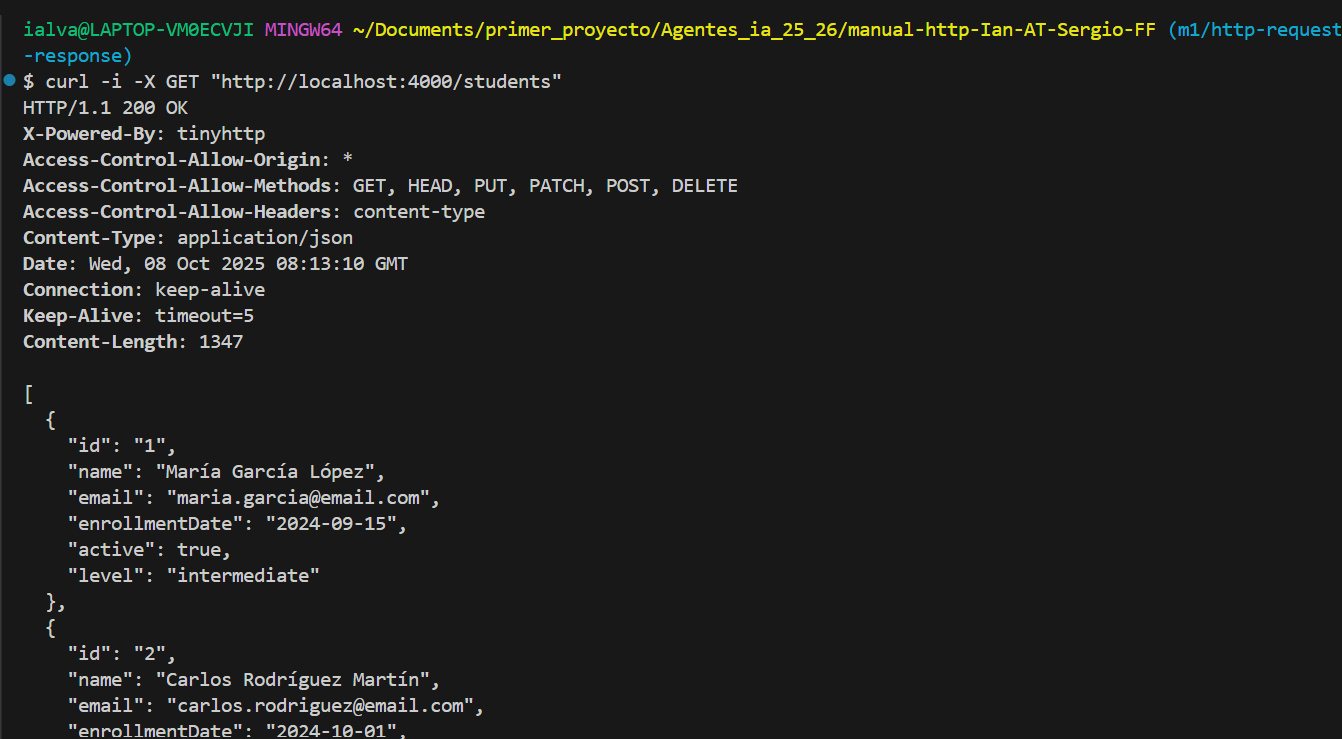 ialva@LAPTOP-VM0ECVJI MINGW64 ~/Documents/primer_proyecto/Agentes_ia_25_26/manual-http-Ian-AT-Sergio-FF (m1/http-request
-response)
$ curl -i -X GET "http://localhost:4000/students"
HTTP/1.1 200 OK
X-Powered-By: tinyhttp
Access-Control-Allow-Origin: *
Access-Control-Allow-Methods: GET, HEAD, PUT, PATCH, POST, DELETE
Access-Control-Allow-Headers: content-type
Content-Type: application/json
Date: Wed, 08 Oct 2025 08:13:10 GMT
Connection: keep-alive
Keep-Alive: timeout=5
Content-Length: 1347

[
  {
    "id": "1",
    "name": "María García López",
    "email": "maria.garcia@email.com",
    "enrollmentDate": "2024-09-15",
    "active": true,
    "level": "intermediate"
  },
  {
    "id": "2",
    "name": "Carlos Rodríguez Martín",
    "email": "carlos.rodriguez@email.com",
    "enrollmentDate": "2024-10-01",